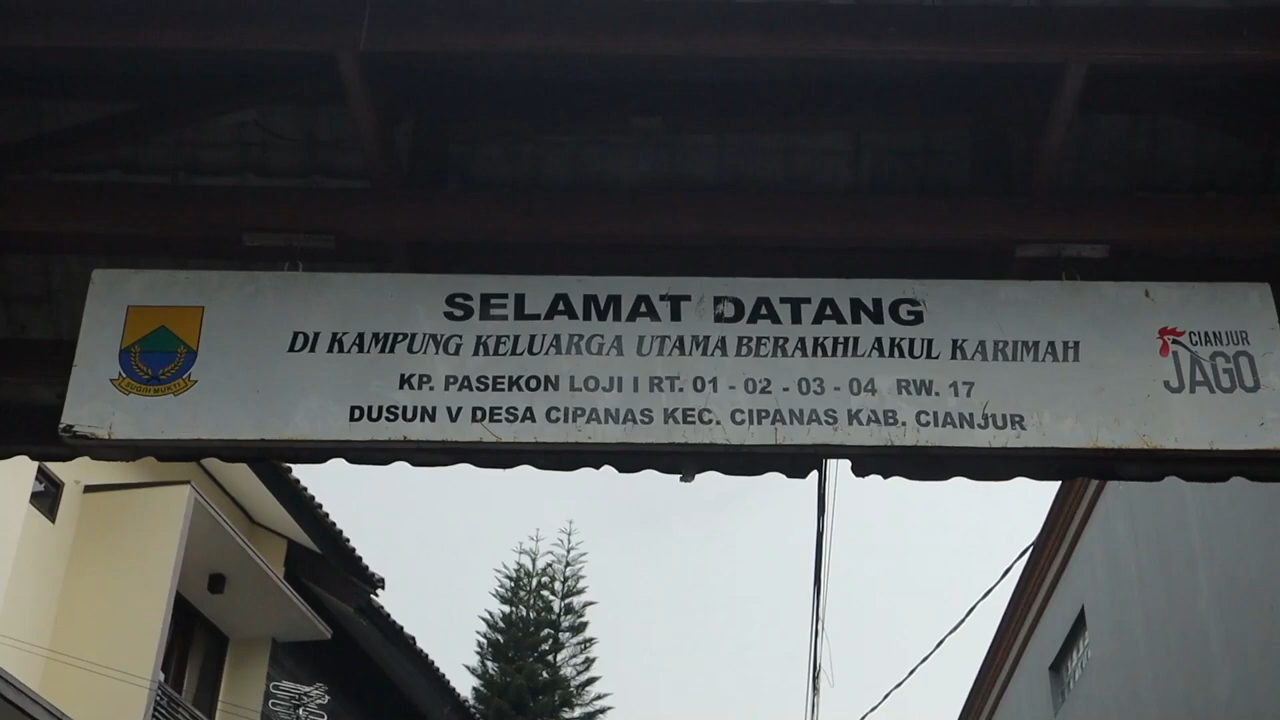 SELAMAT DATANG
DI KAMPUNG KELUARGA UTAMA BERAKHLAKUL KARIMAH
KP. PASEKON LOJI I RT. 01 - 02 - 03 - 04 RW. 17
DUSUN V DESA CIPANAS KEC. CIPANAS KAB. CIANJUR
SUGIH MUKTI
CIANJUR
JAGO